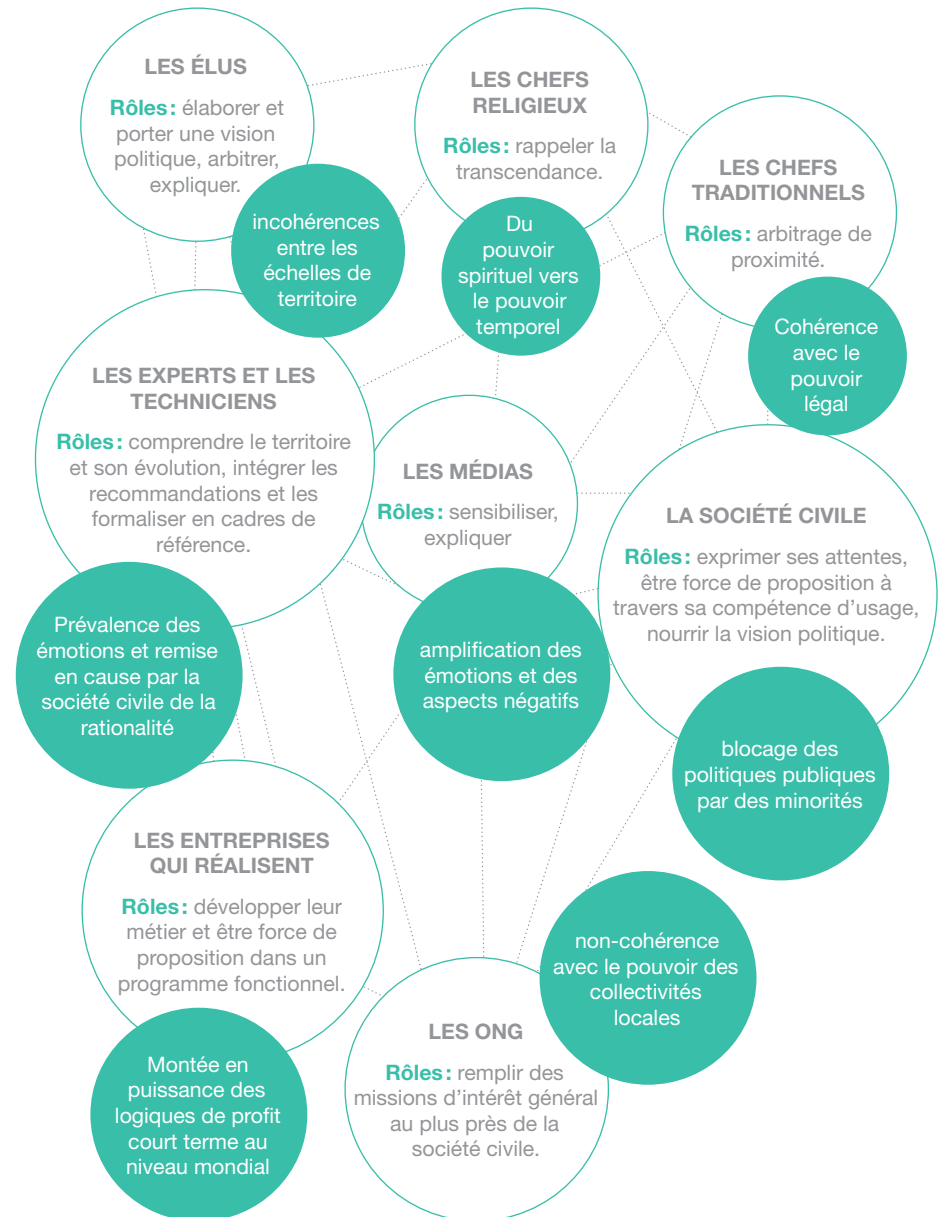 LES ÉLUS
Rôles : élaborer et
porter une vision
politique, arbitrer,
expliquer.
incohérences
entre les
échelles de
territoire
LES CHEFS
RELIGIEUX
Rôles : rappeler la
transcendance.
Du
pouvoir
spirituel vers
le pouvoir
temporel
LES CHEFS
TRADITIONNELS
Rôles : arbitrage de
proximité.
Cohérence
avec le
pouvoir
légal
LES EXPERTS ET LES
TECHNICIENS
Rôles : comprendre le territoire
et son évolution, intégrer les
recommandations et les
formaliser en cadres de
référence.
Prévalence des
émotions et remise
en cause par la
société civile de la
rationalité
LES MÉDIAS
Rôles : sensibiliser,
expliquer
amplification des
émotions et des
aspects négatifs
LA SOCIÉTÉ CIVILE
Rôles : exprimer ses attentes,
être force de proposition à
travers sa compétence d'usage,
nourrir la vision politique.
blocage des
politiques publiques
par des minorités
LES ENTREPRISES
QUI RÉALISENT
Rôles : développer leur
métier et être force de
proposition dans un
programme fonctionnel.
Montée en
puissance des
logiques de profit
court terme au
niveau mondial
LES ONG
Rôles : remplir des
missions d'intérêt général
au plus près de la
société civile.
non-cohérence
avec le pouvoir des
collectivités
locales